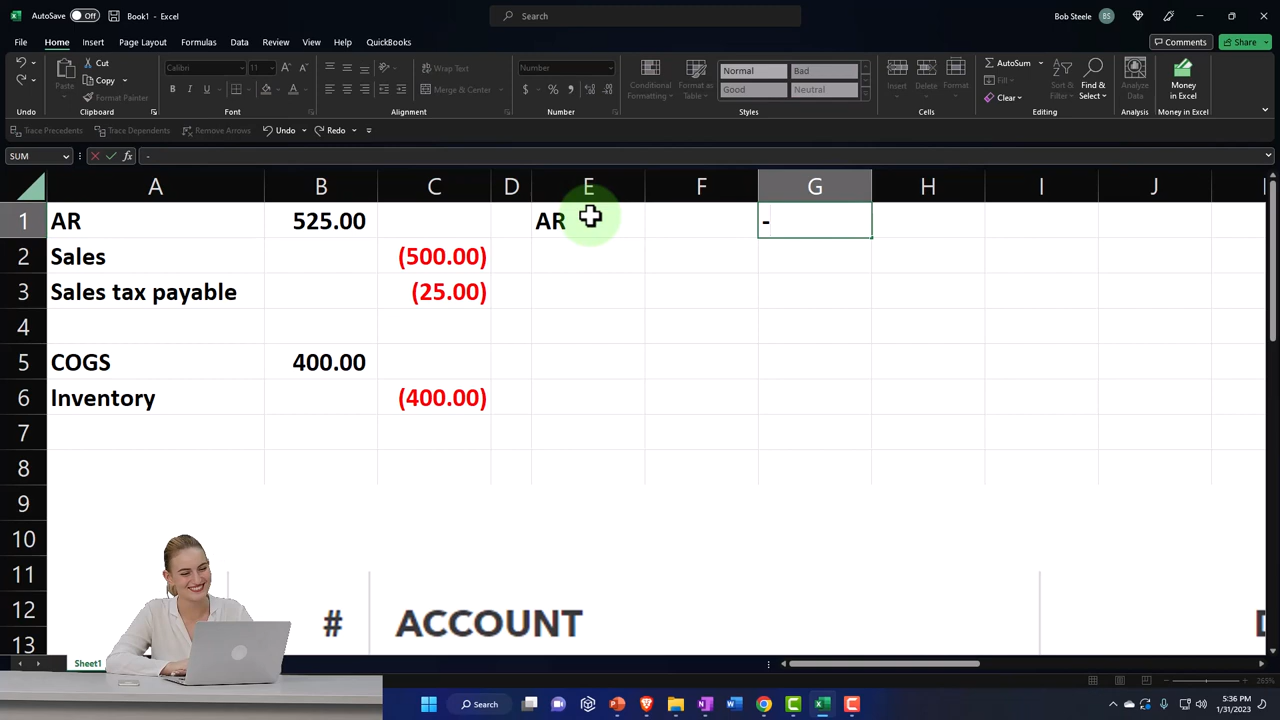 AutoSave Off Book1 - Excel Search Bob Steele BS
File Home Insert Page Layout Formulas Data Review View Help QuickBooks Comments Share
Cut Calibri 11 Wrap Text Number Normal Bad AutoSum
Copy Good Neutral
Format Painter Merge & Center Clear
Paste Conditional Formatting Format as Table Insert Delete Format Sort & Filter Find & Select Analyze Data Money in Excel
Undo Clipboard Font Alignment Number Styles Cells Editing Analysis Money in Excel
Trace Precedents Trace Dependents Remove Arrows Undo Redo
SUM fx -
A B C D E F G H I J
1 AR 525.00 AR -
2 Sales (500.00)
3 Sales tax payable (25.00)
4
5 COGS 400.00
6 Inventory (400.00)
7
8
9
10
11
12 # ACCOUNT
13
Sheet1
265%
Search 5:36 PM
1/31/2023